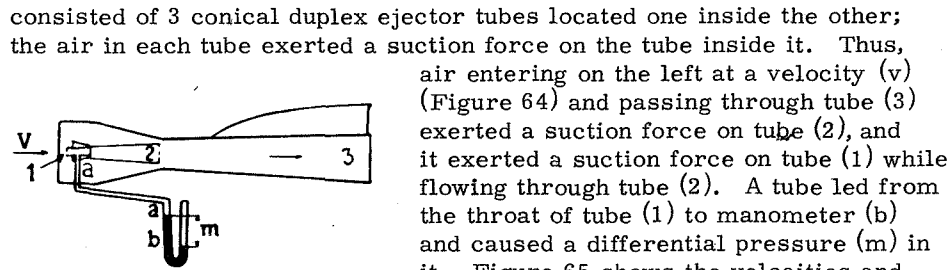 consisted of 3 conical duplex ejector tubes located one inside the other;
the air in each tube exerted a suction force on the tube inside it. Thus,
air entering on the left at a velocity (v)
(Figure 64) and passing through tube (3)
exerted a suction force on tube (2), and
it exerted a suction force on tube (1) while
flowing through tube (2). A tube led from
the throat of tube (1) to manometer (b)
and caused a differential pressure (m) in
it. Figure 65 shows the velocities and
V
1
a
2
3
a
b
m